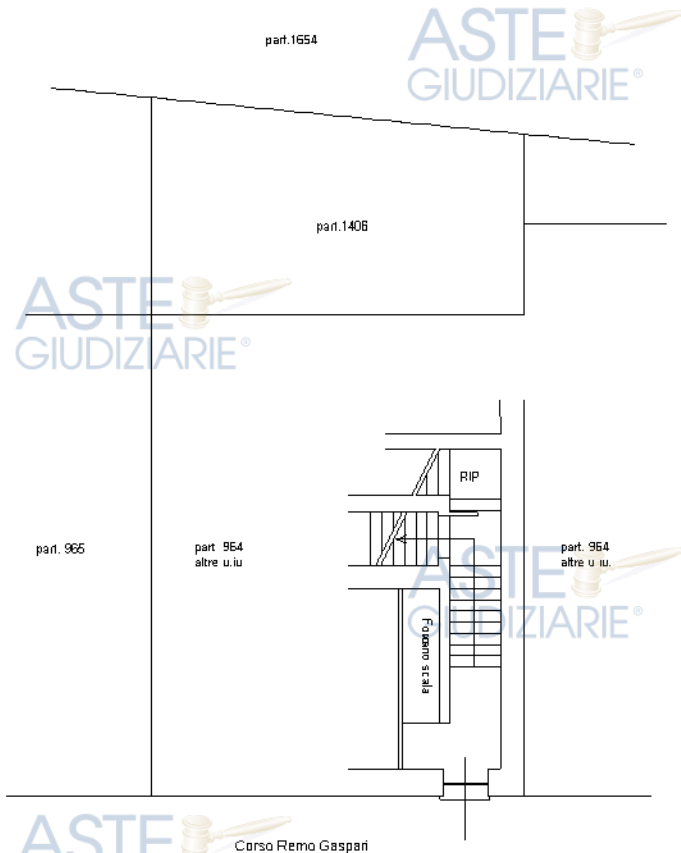 part.1654
ASTE
GIUDIZIARIE®
part.1406
ASTE
GIUDIZIARIE®
RIP
part. 965
part 964
altre u.iu
part. 964
altre u.iu.
ASTE
GIUDIZIARIE®
scala
ASTE
Corso Remo Gaspari